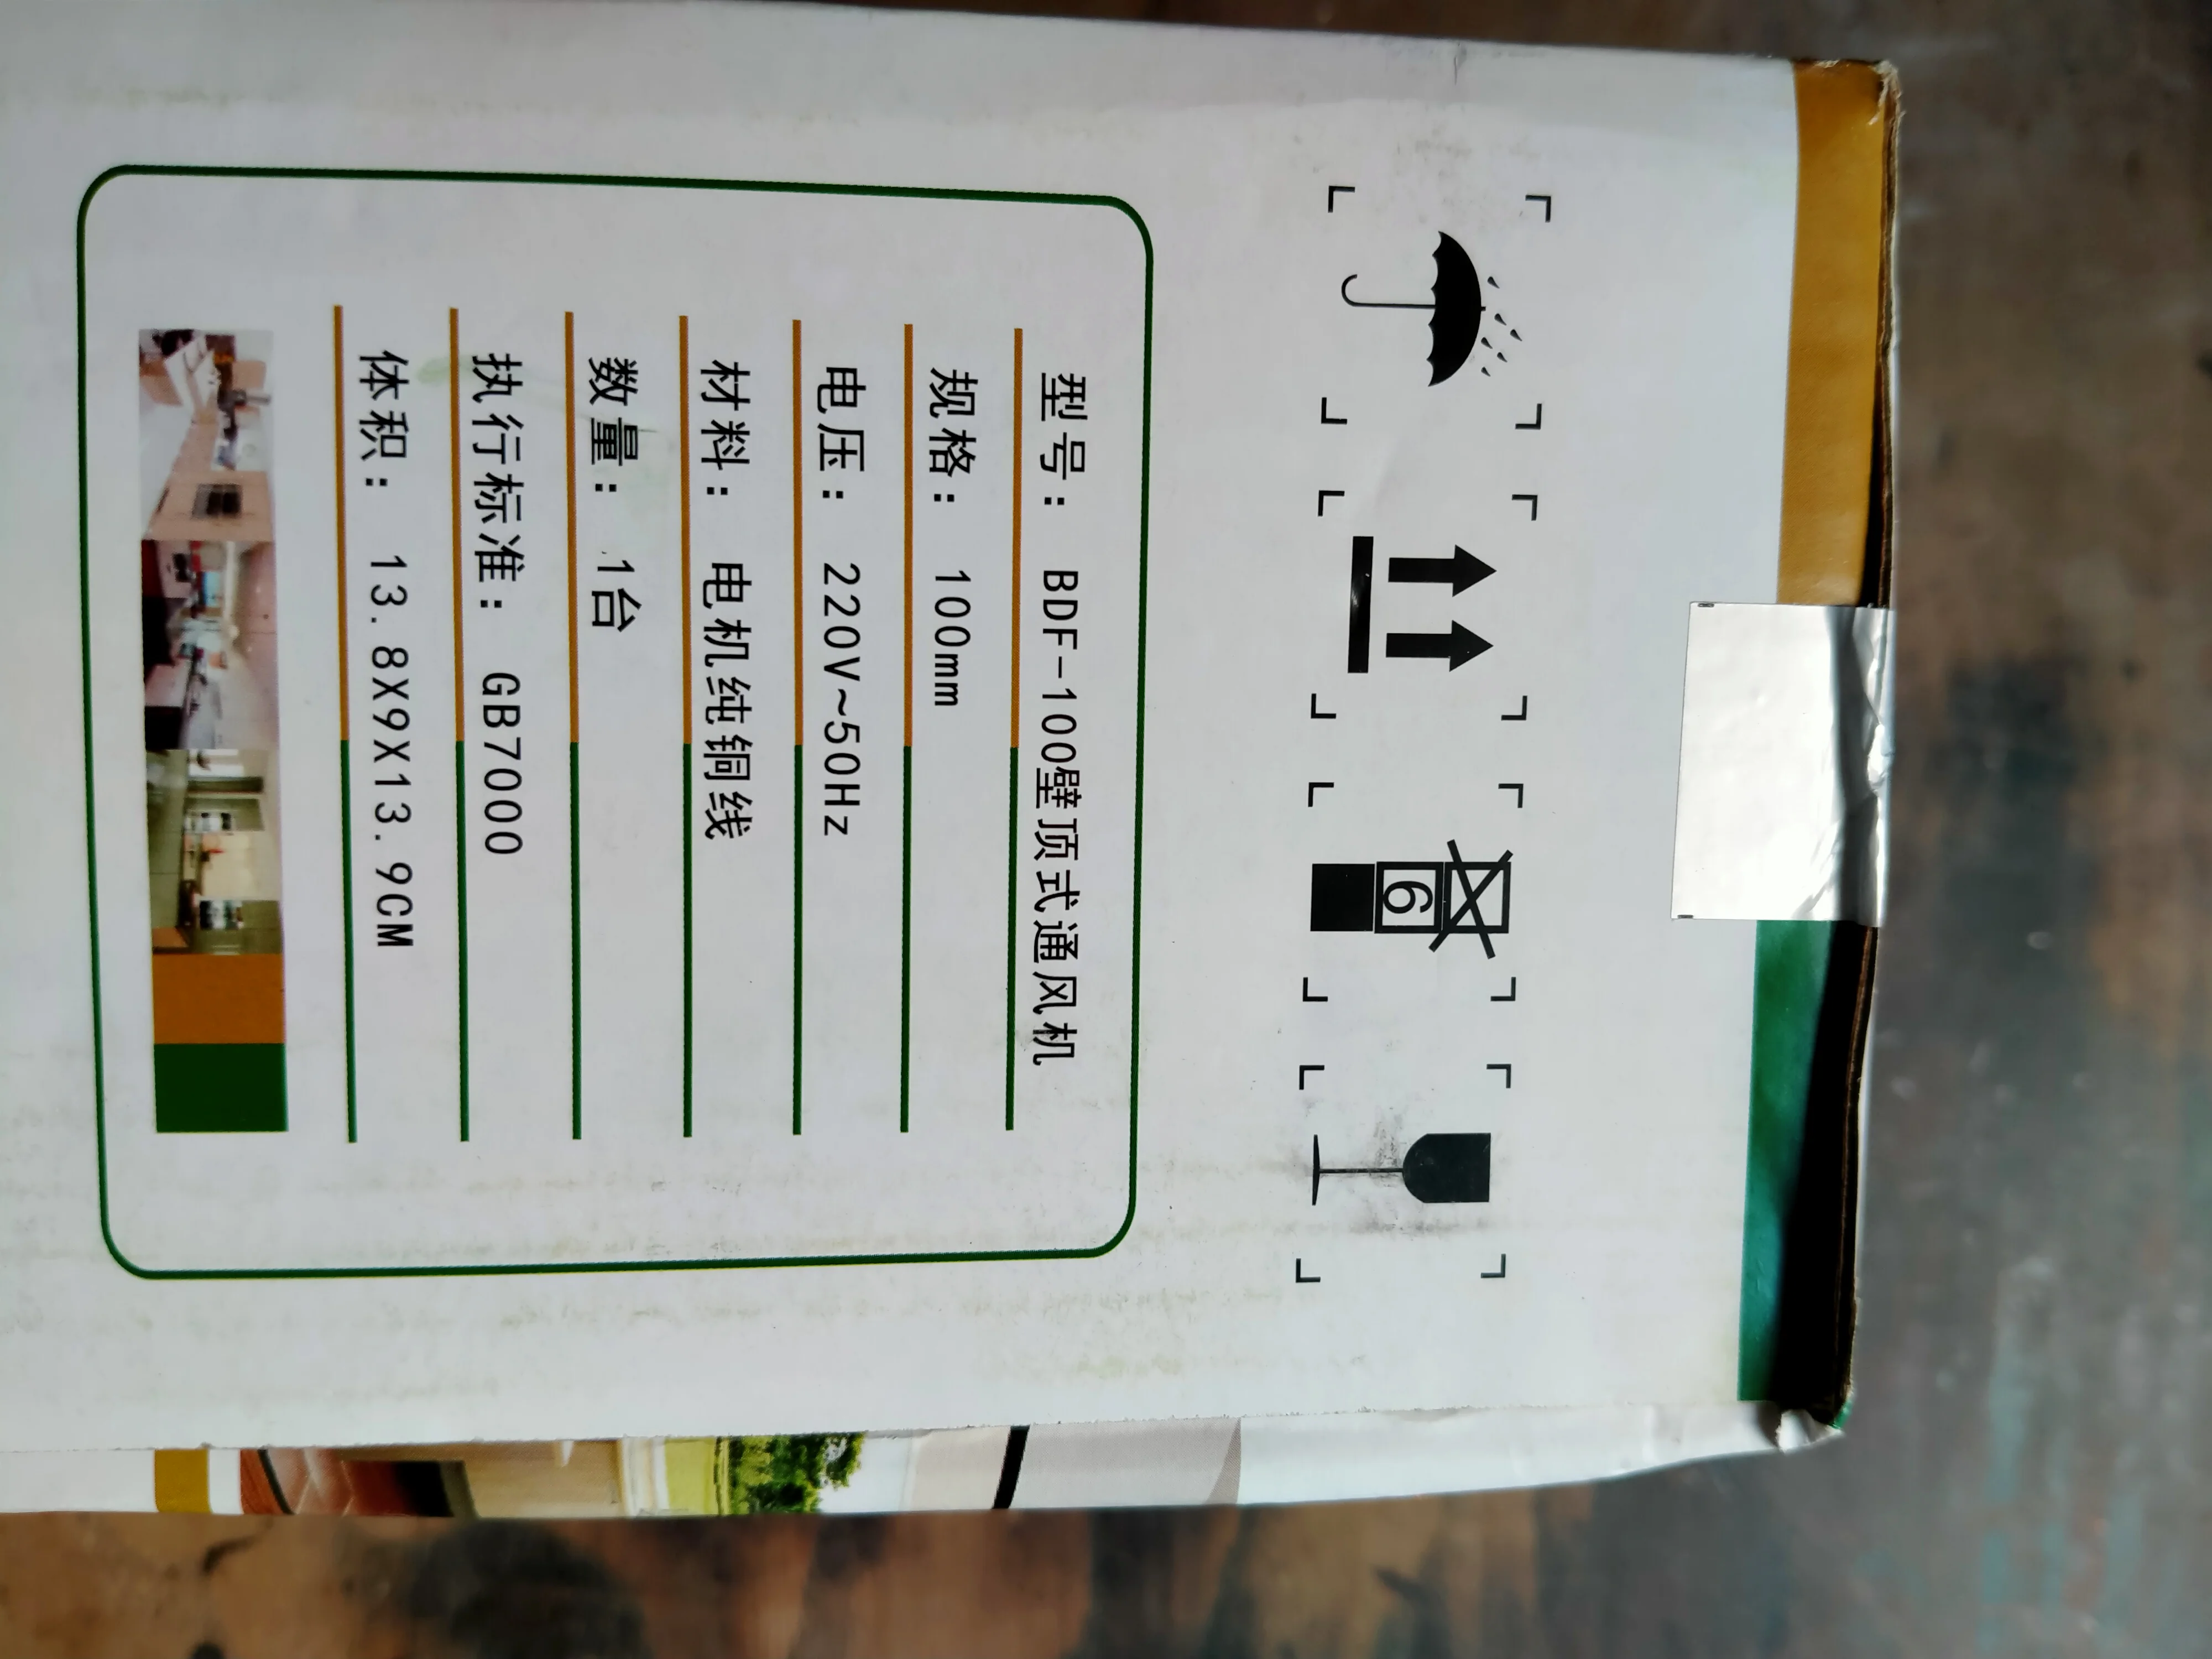 6
型号： BDF-100壁顶式通风机
规格： 100mm
电压： 220V~50Hz
材料： 电机纯铜线
数量： 1台
执行标准： GB7000
体积： 13.8X9X13.9CM